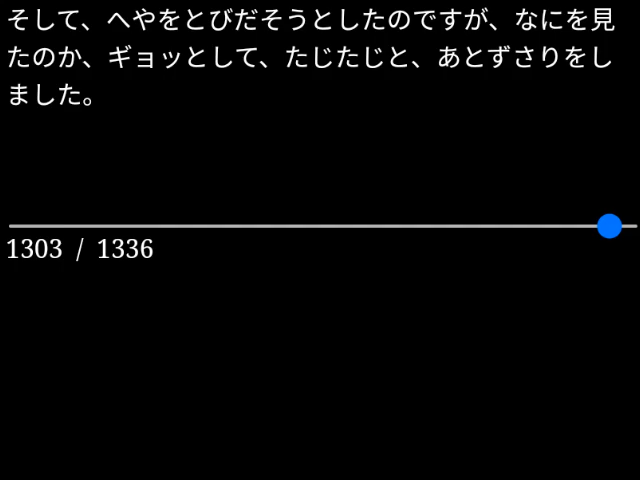 そして、へやをとびだそうとしたのですが、なにを見
たのか、ギョッとして、たじたじと、あとずさりをし
ました。
1303 / 1336